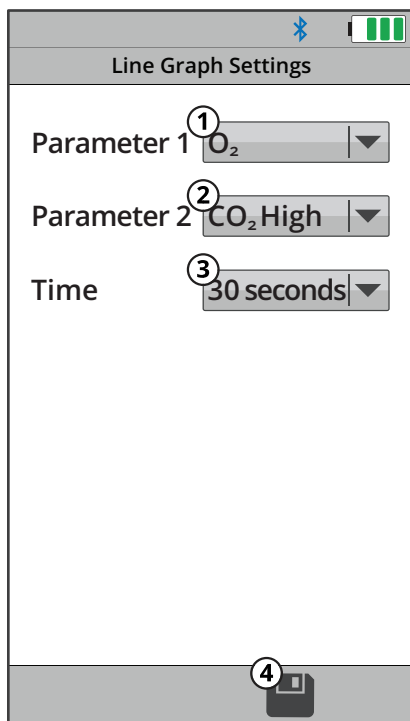 Line Graph Settings
1
Parameter 1 O₂
2
Parameter 2 CO₂ High
3
Time 30 seconds
4